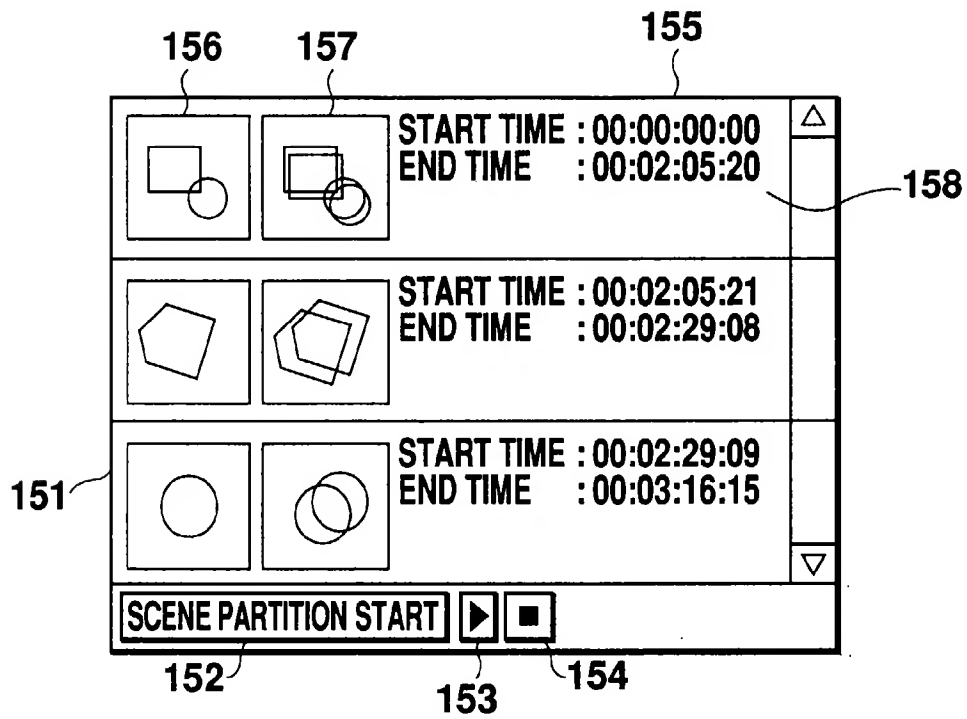 155
156 157
START TIME : 00:00:00:00
END TIME : 00:02:05:20
158
START TIME : 00:02:05:21
END TIME : 00:02:29:08
START TIME : 00:02:29:09
END TIME : 00:03:16:15
151
SCENE PARTITION START
152 153 154